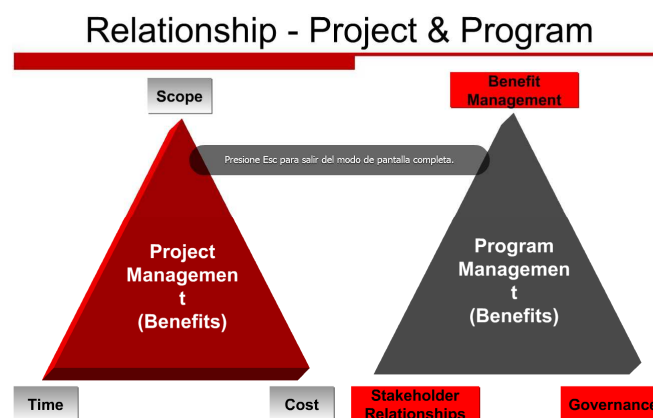 Relationship - Project & Program
Scope
Benefit
Management
Presione Esc para salir del modo de pantalla completa.
Project
Managemen
t
(Benefits)
Program
Managemen
t
(Benefits)
Time
Cost
Stakeholder
Relationships
Governance